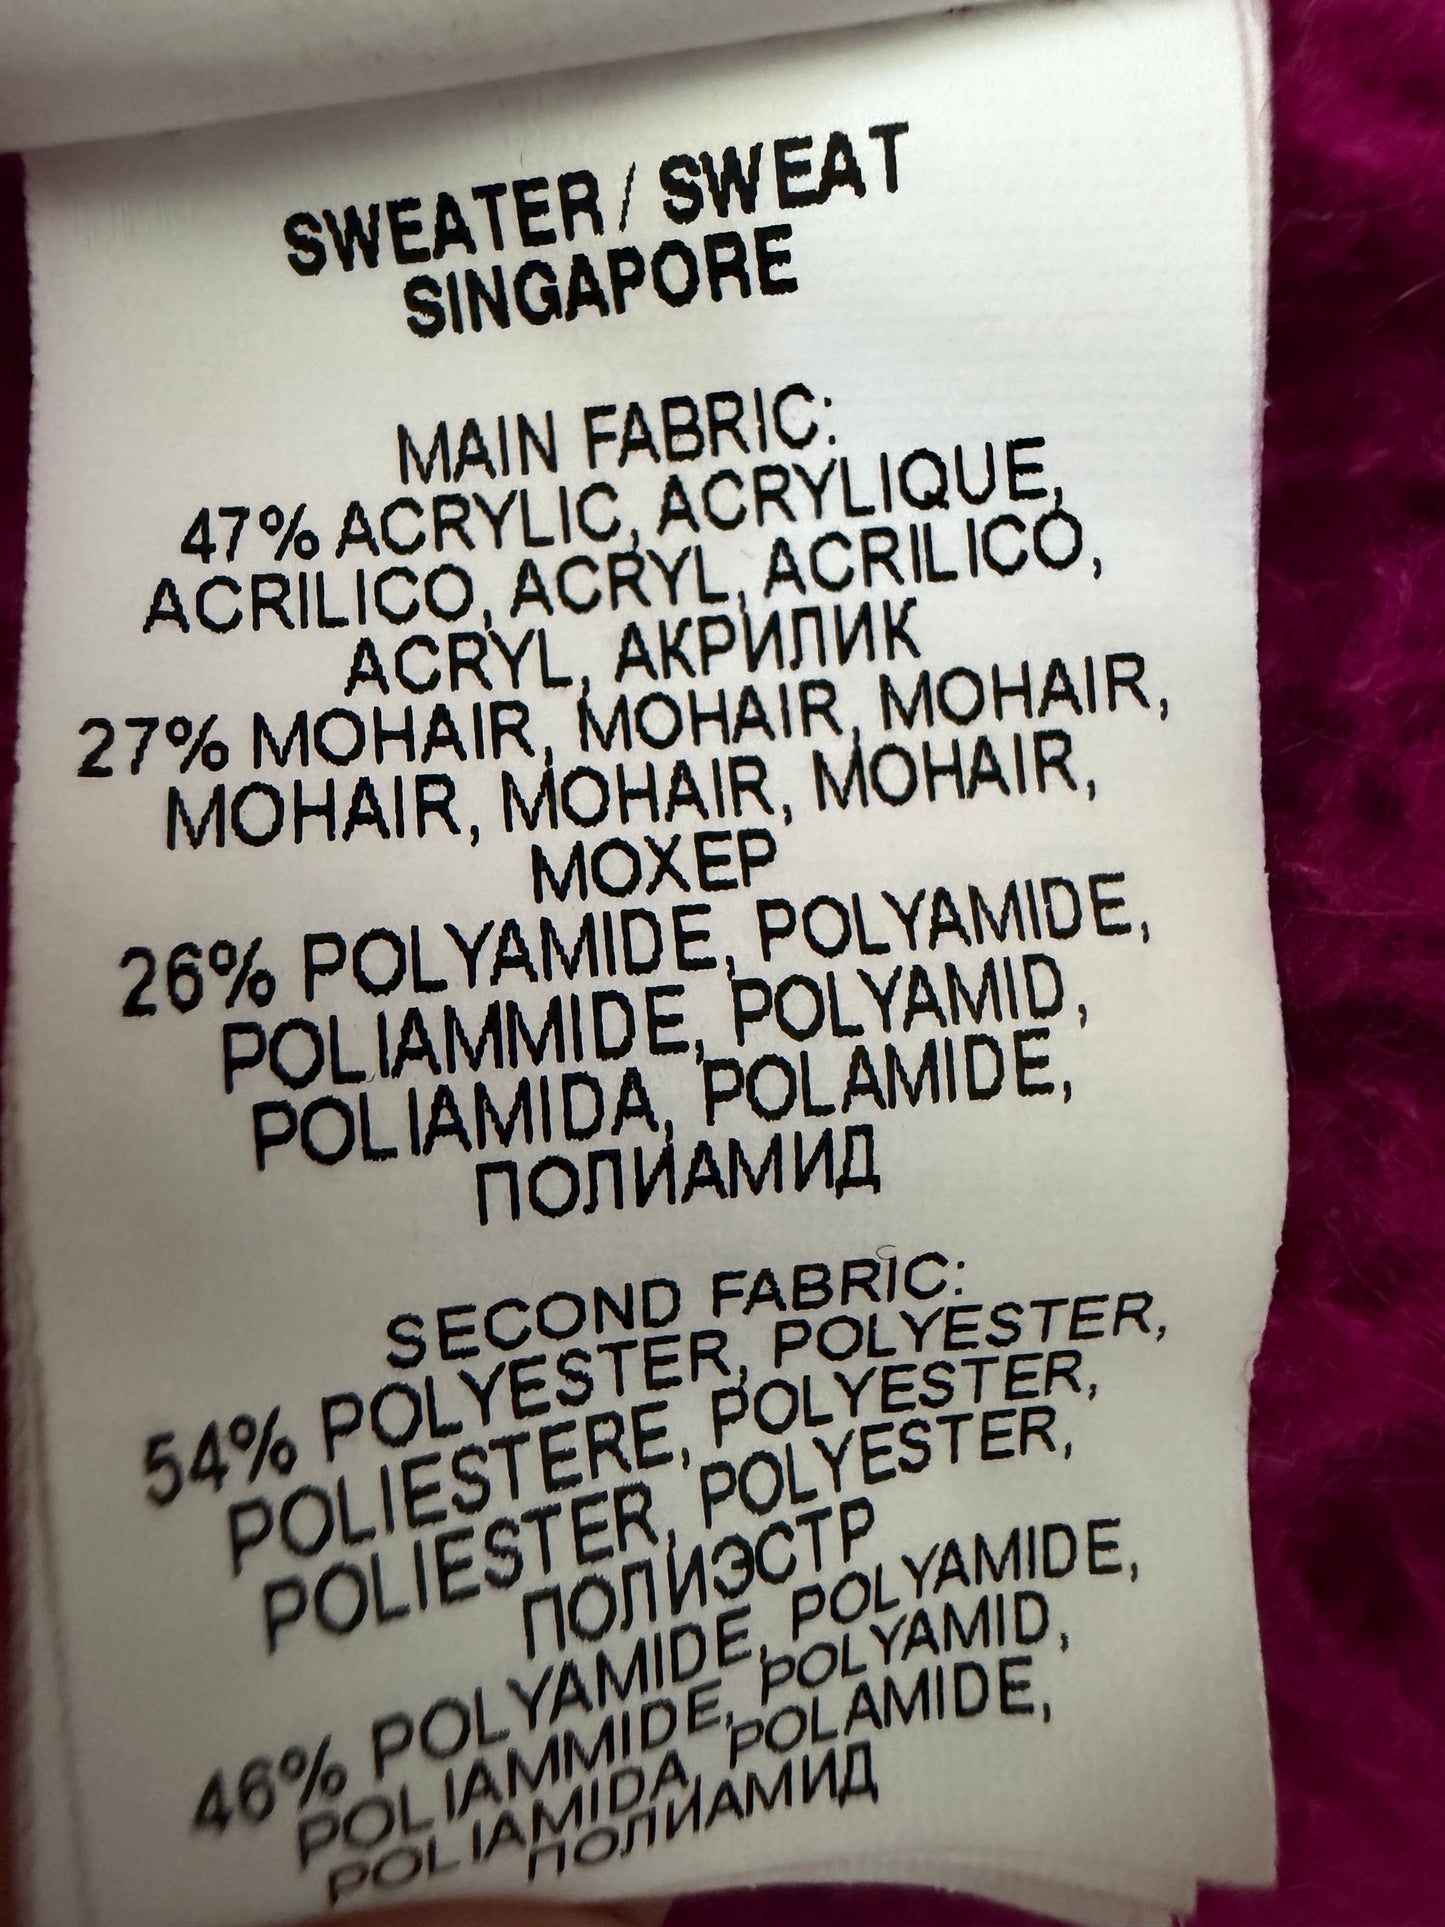 SWEATER / SWEAT
SINGAPORE
MAIN FABRIC:
47% ACRYLIC, ACRYLIQUE,
ACRILICO, ACRYL, ACRILICO,
ACRYL, АКРИЛИК
27% MOHAIR, MOHAIR, MOHAIR,
MOHAIR, MOHAIR, MOHAIR,
МОХЕР
26% POLYAMIDE, POLYAMIDE,
POLIAMMIDE, POLYAMID,
POLIAMIDA, POLAMIDE,
ПОЛИАМИД
SECOND FABRIC:
54% POLYESTER, POLYESTER,
POLIESTERE, POLYESTER,
POLIESTER, POLYESTER,
ПОЛИЭСТР
46% POLYAMIDE, POLYAMIDE,
POLIAMMIDE, POLYAMID,
POLIAMIDA, POLAMIDE,
ПОЛИАМИД